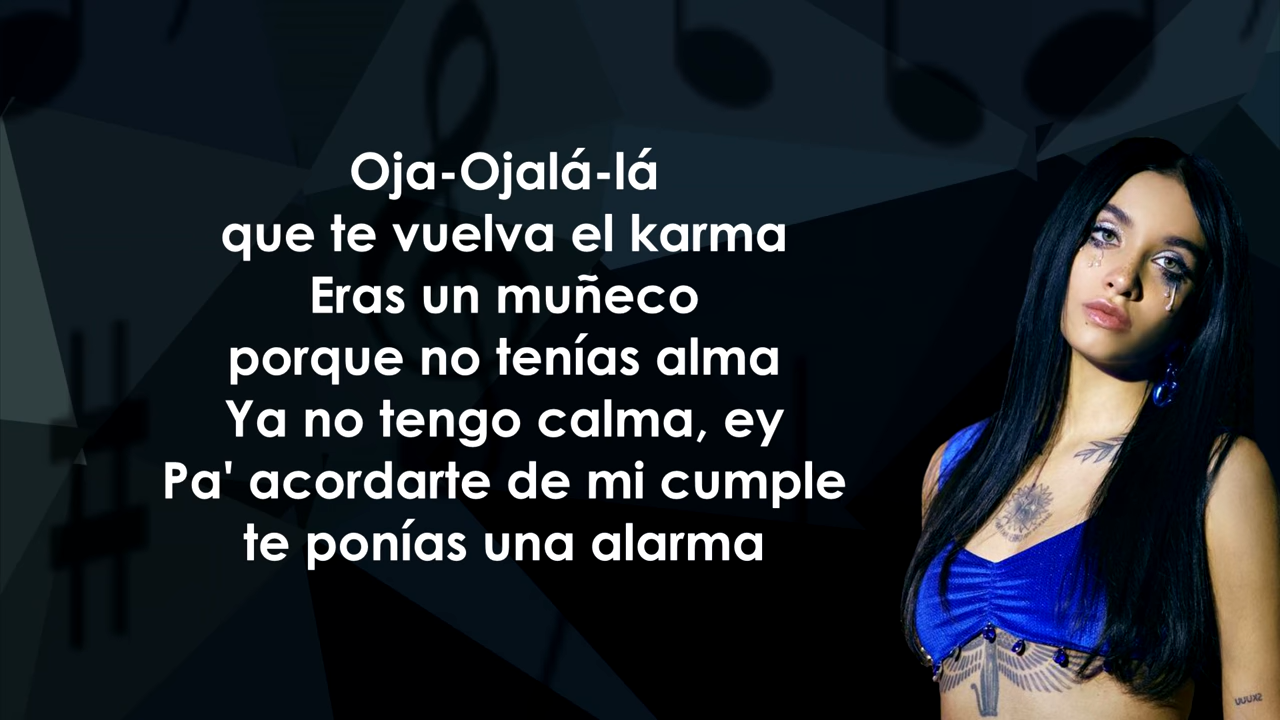 Oja-Ojalá-lá
que te vuelva el karma
Eras un muñeco
porque no tenías alma
Ya no tengo calma, ey
Pa' acordarte de mi cumple
te ponías una alarma